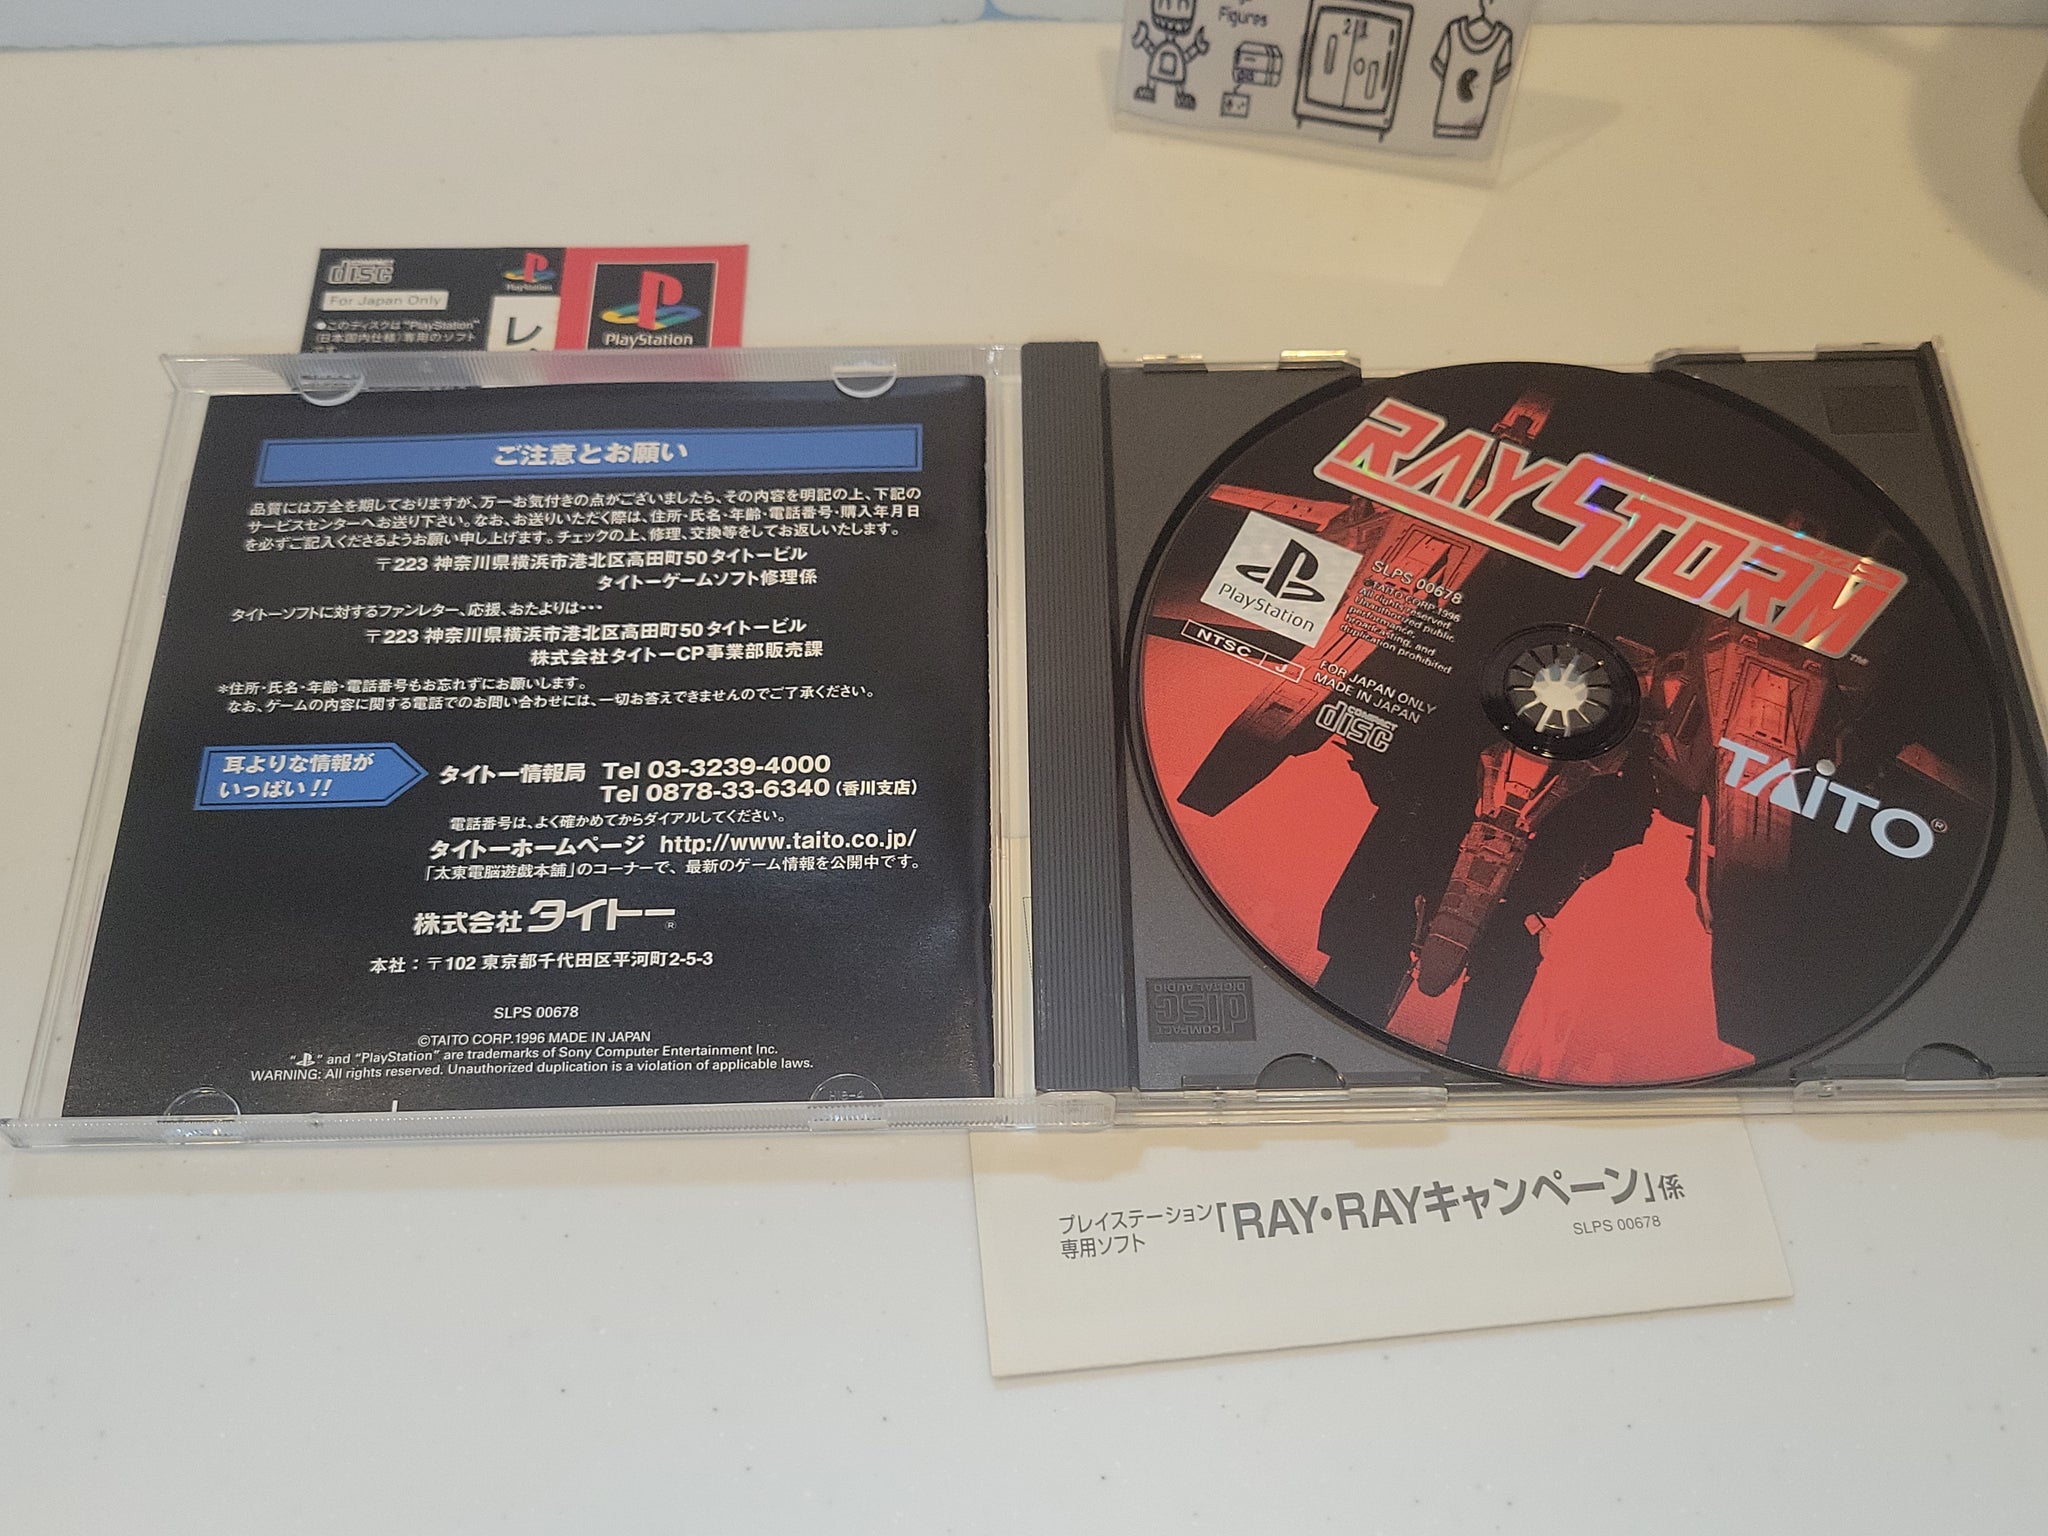 Figures
COMPACT
disc
For Japan Only
●このディスクは"PlayStation"
(日本国内仕様)専用のソフト
です
PlayStation
レ
PlayStation
ご注意とお願い
品質には万全を期しておりますが、万一お気付きの点がございましたら、その内容を明記の上、下記の
サービスセンターへお送り下さい。なお、お送りいただく際は、住所・氏名・年齢・電話番号・購入年月日
を必ずご記入くださるようお願い申し上げます。チェックの上、修理、交換等をしてお返しいたします。
〒223 神奈川県横浜市港北区高田町50 タイトービル
タイトーゲームソフト修理係
タイトーソフトに対するファンレター、応援、おたよりは・・・
〒223 神奈川県横浜市港北区高田町50 タイトービル
株式会社タイトーCP事業部販売課
*住所・氏名・年齢・電話番号もお忘れずにお願いします。
なお、ゲームの内容に関する電話でのお問い合わせには、一切お答えできませんのでご了承ください。
耳よりな情報が
いっぱい!!
タイトー情報局 Tel 03-3239-4000
Tel 0878-33-6340 (香川支店)
電話番号は、よく確かめてからダイアルしてください。
タイトーホームページ http://www.taito.co.jp/
「太東電脳遊戯本舗」のコーナーで、最新のゲーム情報を公開中です。
株式会社 タイトー®
本社:〒102 東京都千代田区平河町2-5-3
SLPS 00678
©TAITO CORP.1996 MADE IN JAPAN
" " and "PlayStation" are trademarks of Sony Computer Entertainment Inc.
WARNING: All rights reserved. Unauthorized duplication is a violation of applicable laws.
RAYSTORM™
PlayStation
NTSC J
SLPS 00678
©TAITO CORP.1996
All rights reserved.
Unauthorized public
performance,
broadcasting, and
duplication prohibited
FOR JAPAN ONLY
MADE IN JAPAN
COMPACT
disc
TAITO®
COMPACT
disc
DIGITAL AUDIO
プレイステーション
専用ソフト
「RAY・RAYキャンペーン」係
SLPS 00678